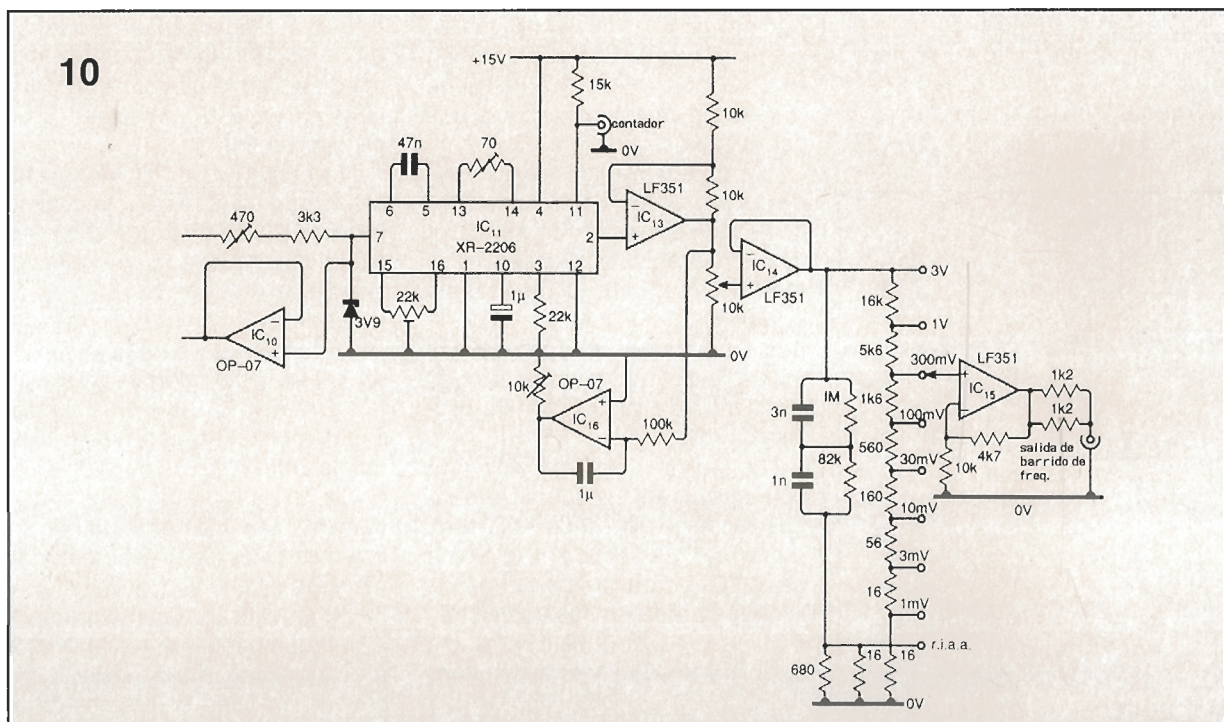 10
+15V
15k
10k
contador
0V
47n
70
LF351
10k
6 5 13 14 4 11
IC13
470
3k3
7
IC11
XR-2206
2
IC14
LF351
10k
3V
15 16 1 10 3 12
1µ
22k
22k
3V9
IC10
OP-07
0V
16k
1V
5k6
300mV
LF351
IC15
1k2
1k2
10k
OP-07
IC16
100k
1µ
3n
1M
1k6
100mV
560
4k7
10k
salida de
barrido de
freq.
0V
82k
1n
30mV
160
10mV
56
3mV
16
1mV
r.i.a.a.
680
16
16
0V